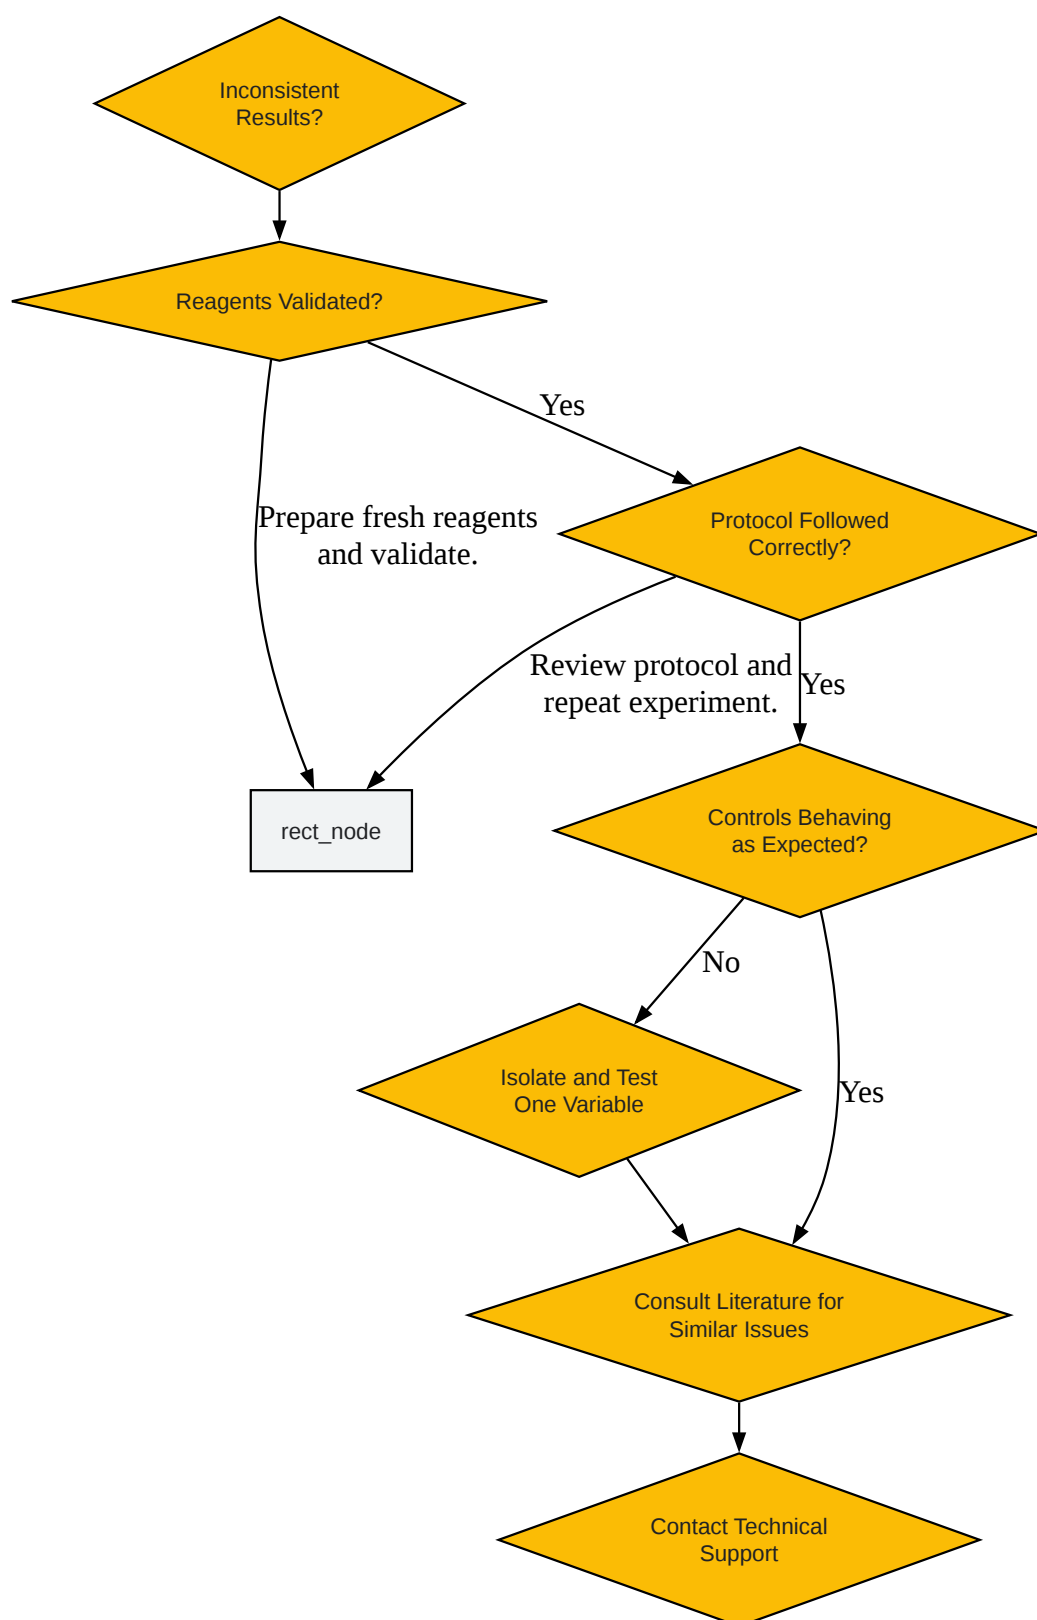 Inconsistent
Results?
Reagents Validated?
Yes
Prepare fresh reagents
and validate.
Protocol Followed
Correctly?
Review protocol and
repeat experiment.
Yes
rect_node
Controls Behaving
as Expected?
No
Isolate and Test
One Variable
Yes
Consult Literature for
Similar Issues
Contact Technical
Support